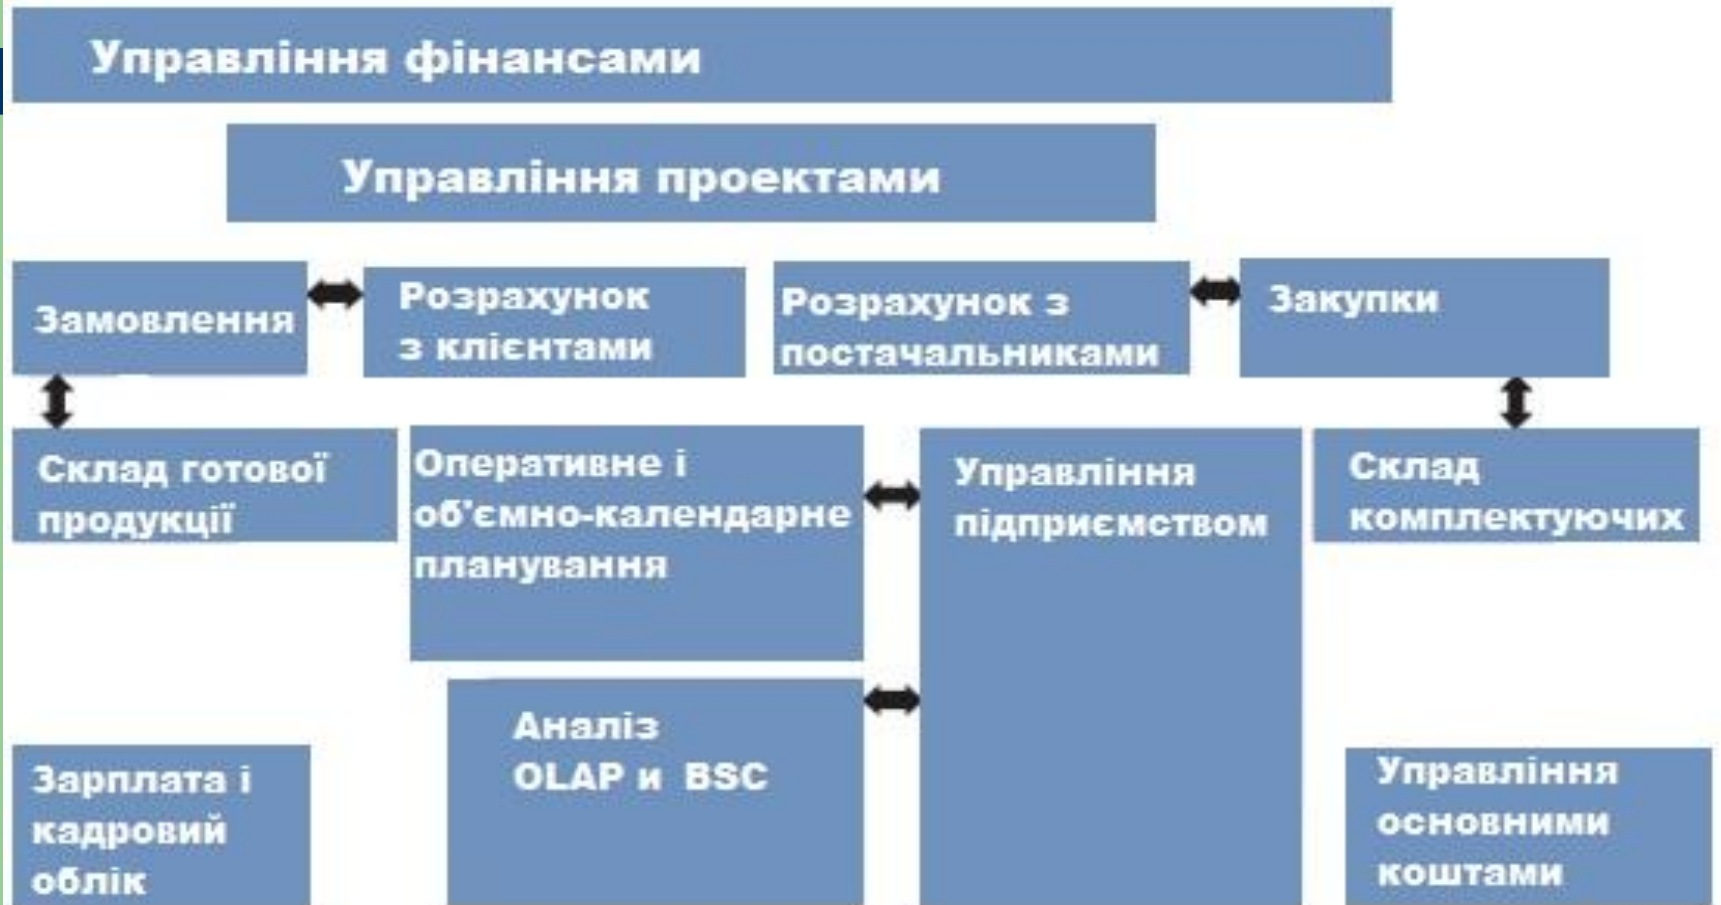 Управління фінансами
Управління проектами
Замовлення
Розрахунок
з клієнтами
Розрахунок з
постачальниками
Закупки
Склад готової
продукції
Оперативне і
об'ємно-календарне
планування
Управління
підприємством
Склад
комплектуючих
Аналіз
OLAP и BSC
Зарплата і
кадровий
облік
Управління
основними
коштами